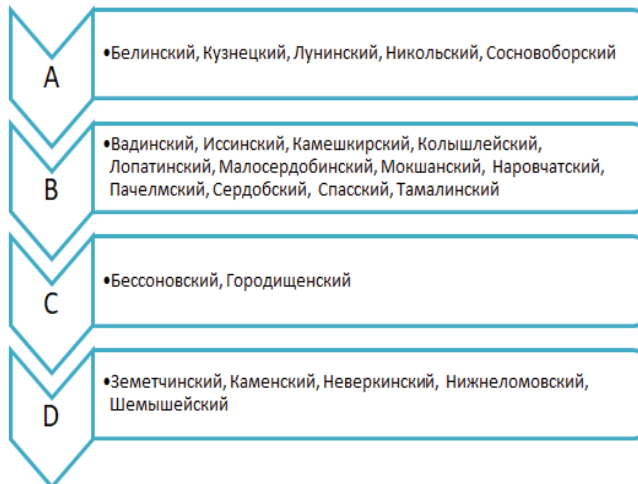 A
•Белинский, Кузнецкий, Лунинский, Никольский, Сосновоборский
B
•Вадинский, Иссинский, Камешкирский, Колышлейский,
Лопатинский, Малосердобинский, Мокшанский, Наровчатский,
Пачелмский, Сердобский, Спасский, Тамалинский
C
•Бессоновский, Городищенский
D
•Земетчинский, Каменский, Неверкинский, Нижнеломовский,
Шемышейский